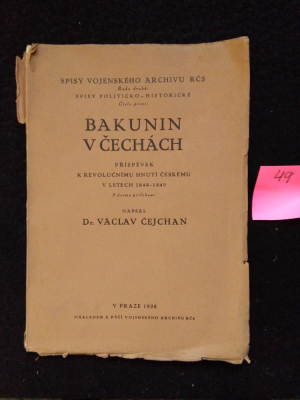 SPISY VOJENSKÉHO ARCHIVU RČS
Řada druhá:
SPISY POLITICKO-HISTORICKÉ
Číslo první:
BAKUNIN
V ČECHÁCH
PŘÍSPĚVEK
K REVOLUČNÍMU HNUTÍ ČESKÉMU
V LETECH 1848-1849
NAPSAL
Dr. VÁCLAV ČEJCHAN
V PRAZE 1928
NÁKLADEM A PÉČÍ VOJENSKÉHO ARCHIVU RČS
49